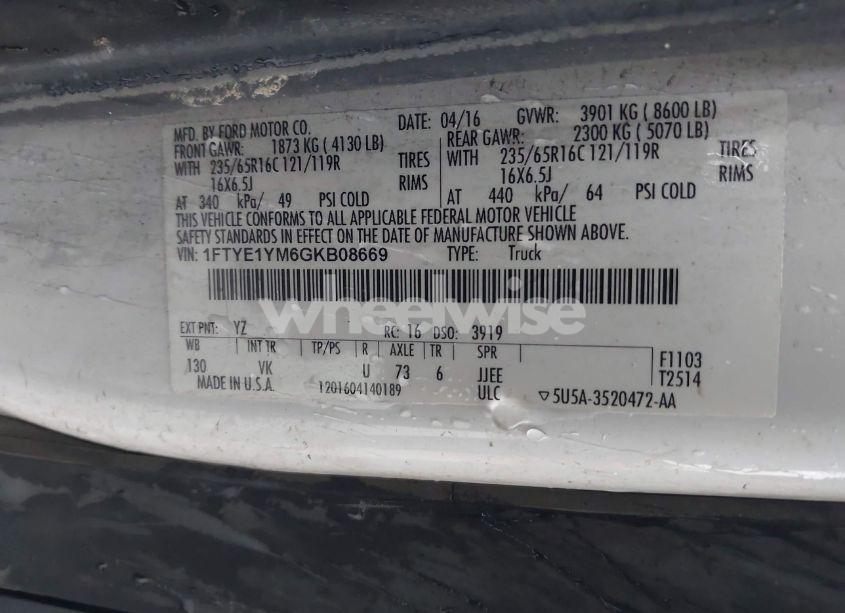 MFD. BY FORD MOTOR CO. DATE: 04/16 GVWR: 3901 KG ( 8600 LB)
FRONT GAWR: 1873 KG ( 4130 LB) REAR GAWR: 2300 KG ( 5070 LB)
WITH 235/65R16C 121/119R TIRES WITH 235/65R16C 121/119R TIRES
16X6.5J RIMS 16X6.5J RIMS
AT 340 kPa/ 49 PSI COLD AT 440 kPa/ 64 PSI COLD
THIS VEHICLE CONFORMS TO ALL APPLICABLE FEDERAL MOTOR VEHICLE
SAFETY STANDARDS IN EFFECT ON THE DATE OF MANUFACTURE SHOWN ABOVE.
VIN: 1FTYE1YM6GKB08669 TYPE: Truck
wheelwise
EXT PNT: YZ RC: 16 DSO: 3919
WB INT TR TP/PS R AXLE TR SPR F1103
130 VK U 73 6 JJEE T2514
MADE IN U.S.A. 1201604140189 ULC ▽5U5A-3520472-AA